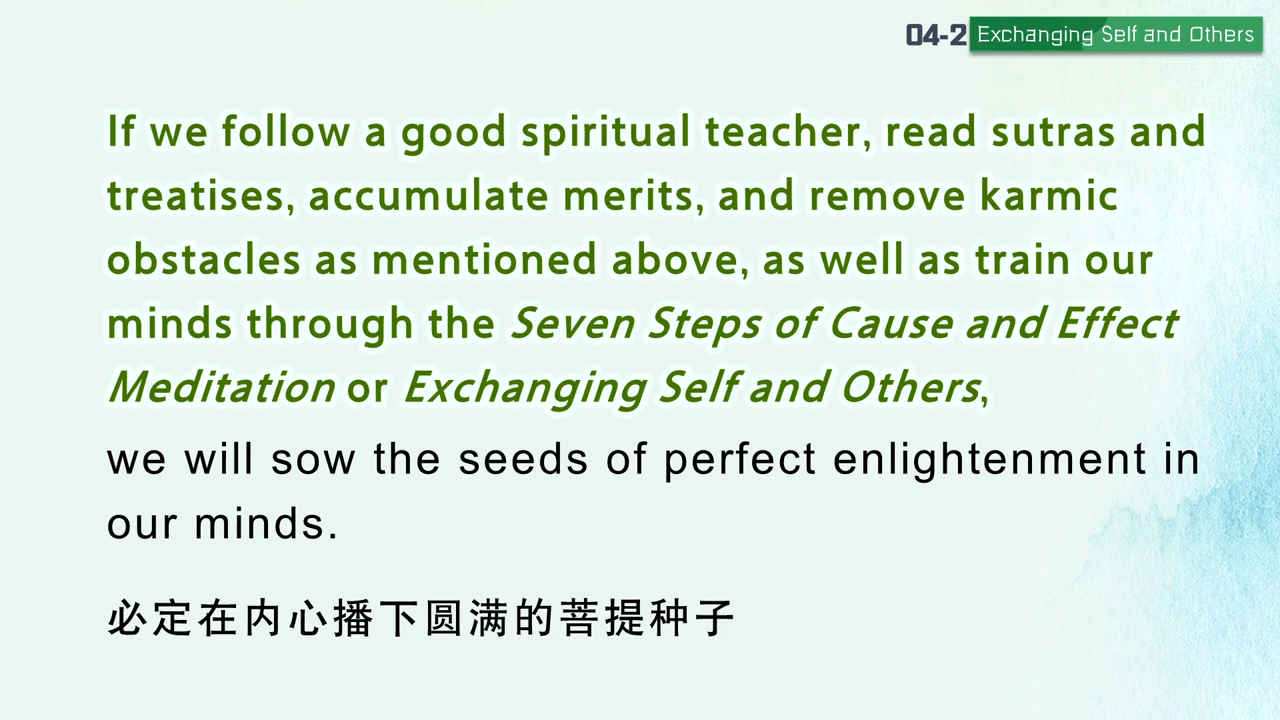 04-2 Exchanging Self and Others
If we follow a good spiritual teacher, read sutras and
treatises, accumulate merits, and remove karmic
obstacles as mentioned above, as well as train our
minds through the Seven Steps of Cause and Effect
Meditation or Exchanging Self and Others,
we will sow the seeds of perfect enlightenment in
our minds.
必定在内心播下圆满的菩提种子